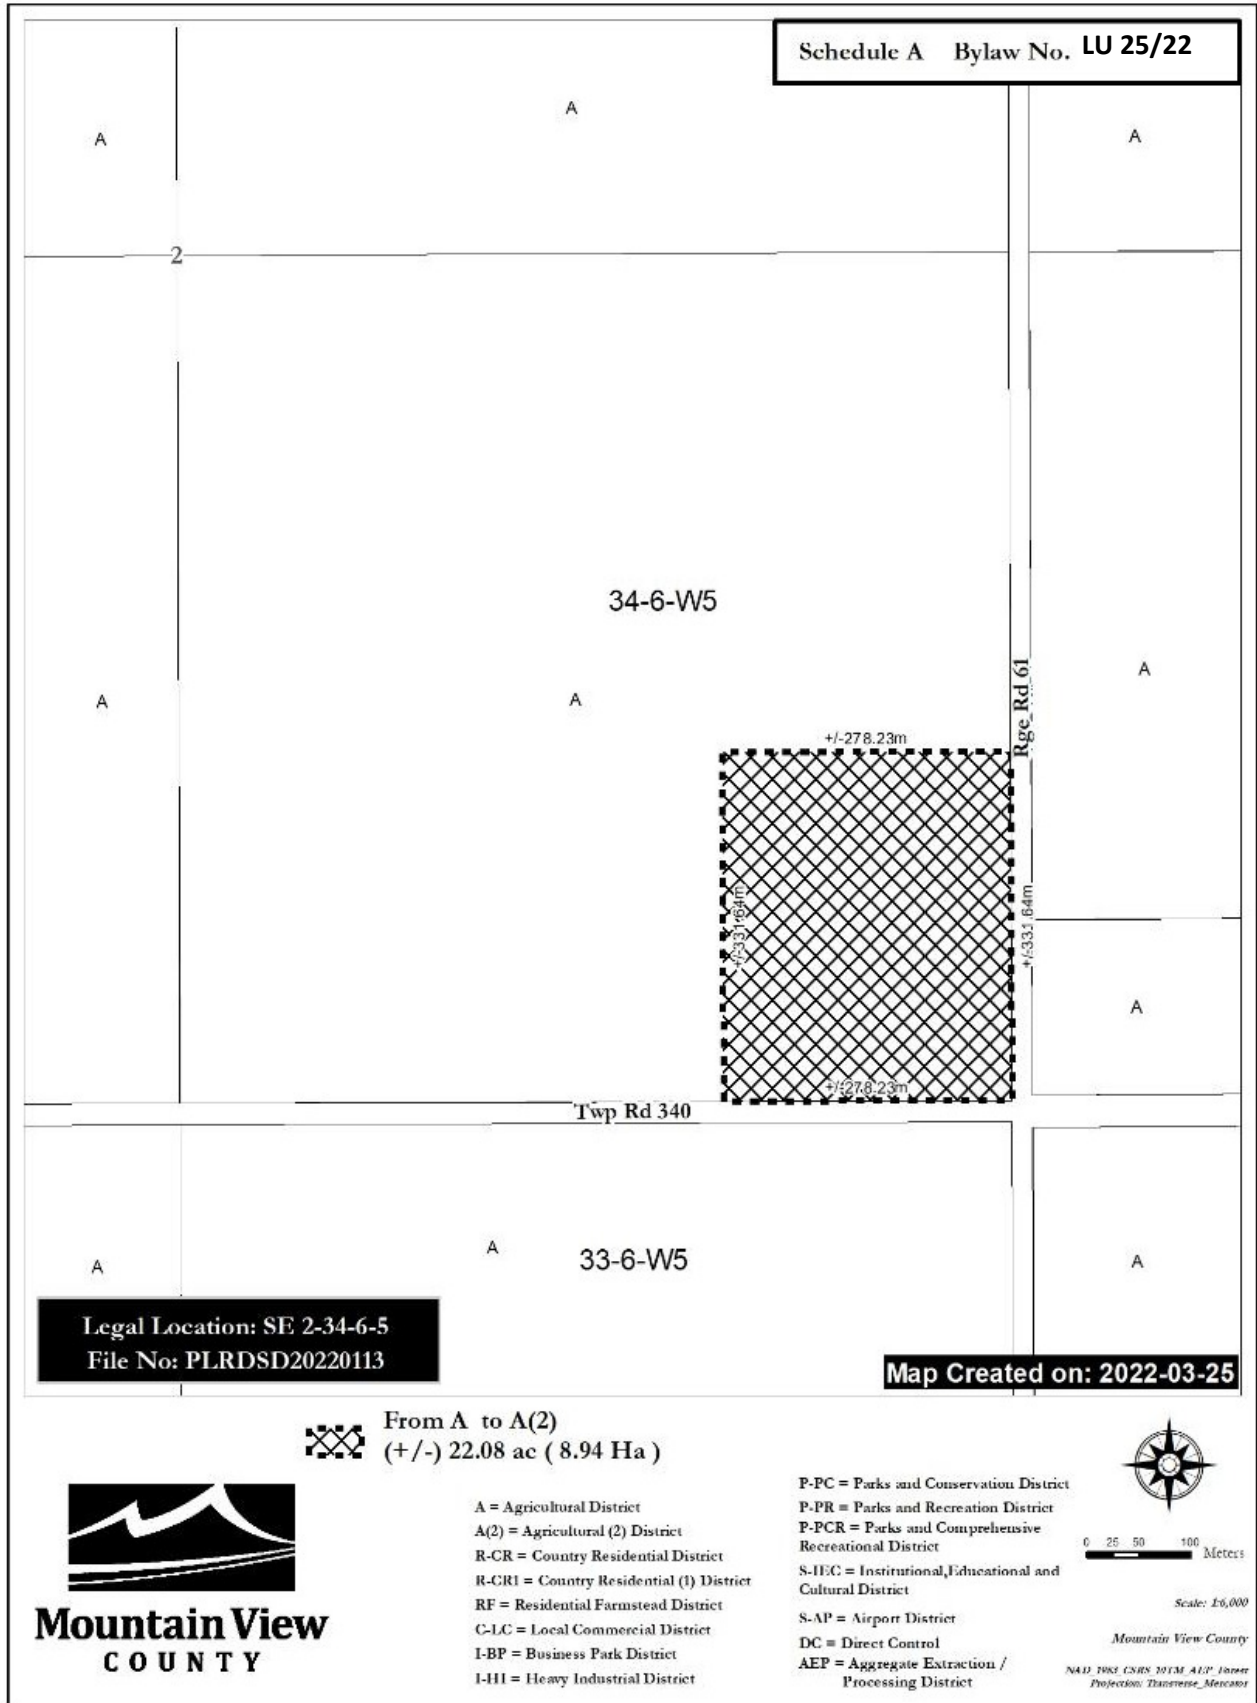 Schedule A Bylaw No. LU 25/22
A
A
A
2
34-6-W5
Rge Rd 61
A
A
A
+/-278.23m
+/-331.64m
+/-331.64m
A
+/-278.23m
Twp Rd 340
A
33-6-W5
A
A
Legal Location: SE 2-34-6-5
File No: PLRDSD20220113
Map Created on: 2022-03-25
From A to A(2)
(+/-) 22.08 ac ( 8.94 Ha )
Mountain View
COUNTY
A = Agricultural District
A(2) = Agricultural (2) District
R-CR = Country Residential District
R-CR1 = Country Residential (1) District
RF = Residential Farmstead District
C-LC = Local Commercial District
I-BP = Business Park District
I-HI = Heavy Industrial District
P-PC = Parks and Conservation District
P-PR = Parks and Recreation District
P-PCR = Parks and Comprehensive
Recreational District
S-IEC = Institutional,Educational and
Cultural District
S-AP = Airport District
DC = Direct Control
AEP = Aggregate Extraction /
Processing District
0 25 50 100
Meters
Scale: 1:6,000
Mountain View County
NAD_1983_CSRS_10TM_AEP_Forest
Projection: Transverse_Mercator